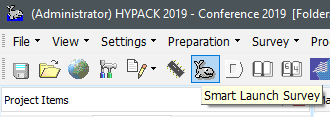 (Administrator) HYPACK 2019 - Conference 2019 [Folder
File View Settings Preparation Survey Pro
Smart Launch Survey
Project Items